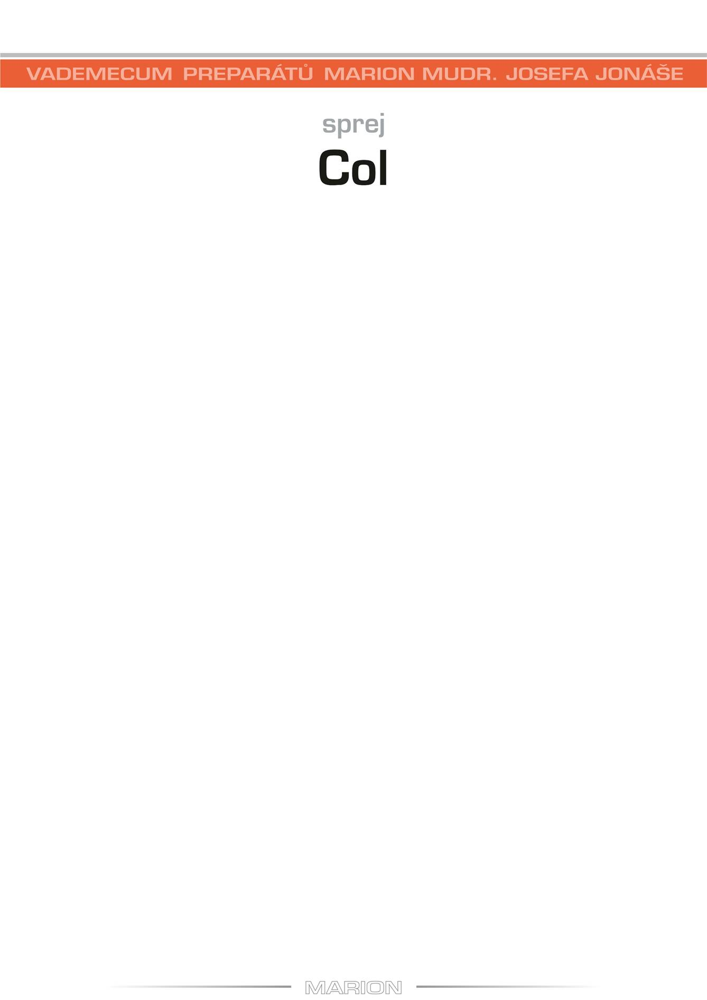 VADEMECUM PREPARÁTŮ MARION MUDR. JOSEFA JONÁŠE
sprej
Col
MARION